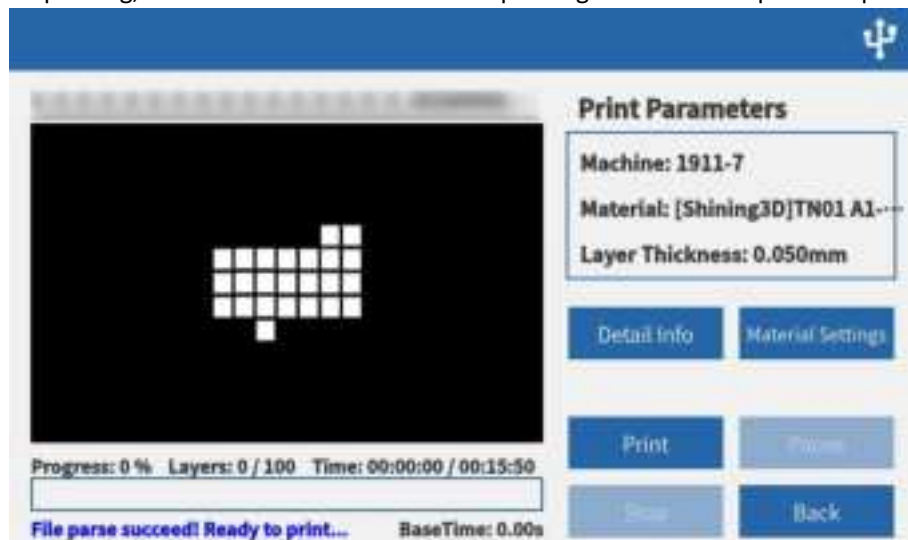 Print Parameters
Machine: 1911-7
Material: [Shining3D]TN01 A1-···
Layer Thickness: 0.050mm
Detail Info
Material Settings
Progress: 0 % Layers: 0 / 100 Time: 00:00:00 / 00:15:50
Print
Pause
File parse succeed! Ready to print... BaseTime: 0.00s
Stop
Back